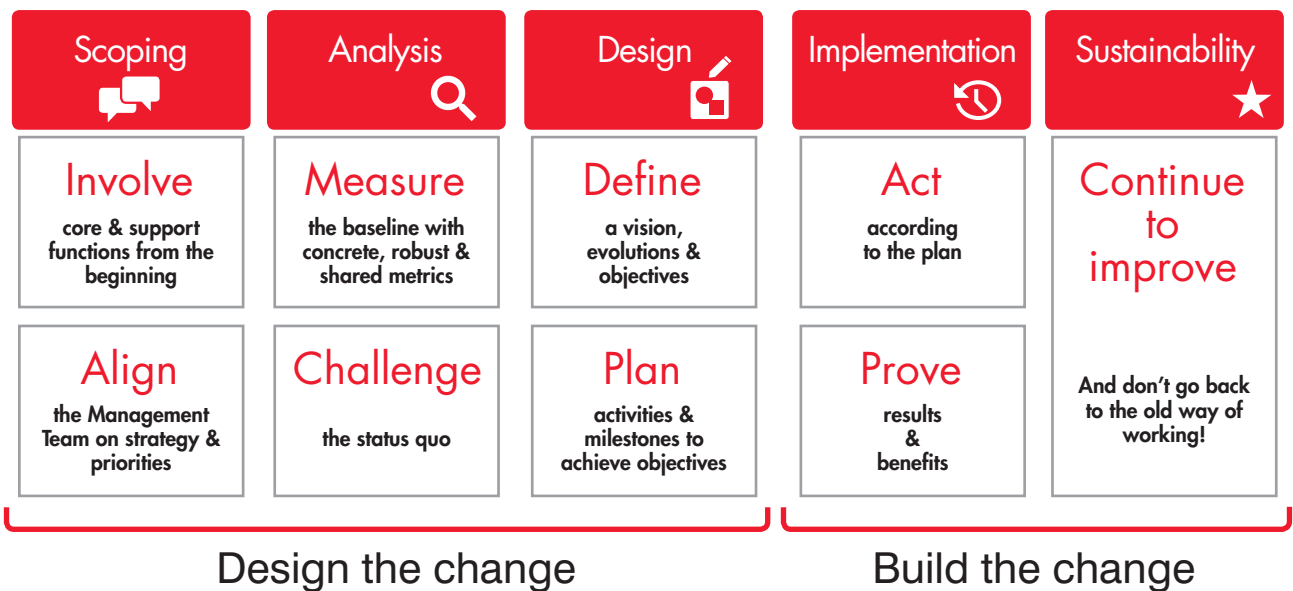 Scoping
Analysis
Design
Implementation
Sustainability
Involve
core & support
functions from the
beginning
Measure
the baseline with
concrete, robust &
shared metrics
Define
a vision,
evolutions &
objectives
Act
according
to the plan
Continue
to
improve
And don’t go back
to the old way of
working!
Align
the Management
Team on strategy &
priorities
Challenge
the status quo
Plan
activities &
milestones to
achieve objectives
Prove
results
&
benefits
Design the change
Build the change